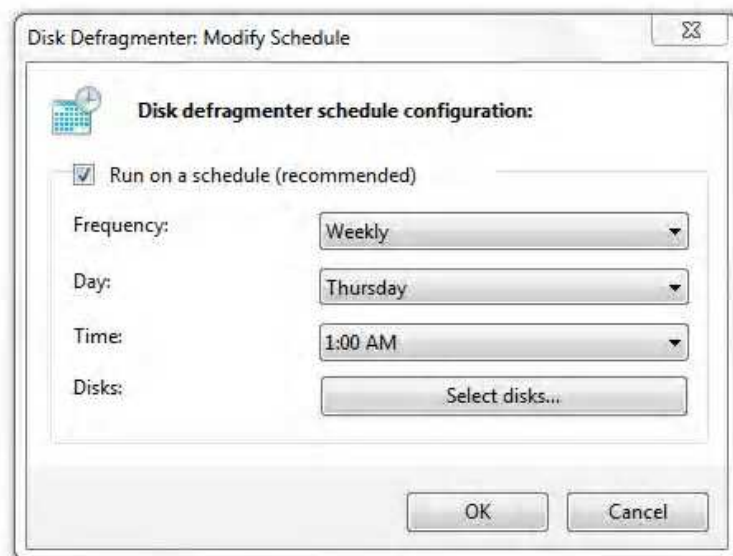 Disk Defragmenter: Modify Schedule
Disk defragmenter schedule configuration:
Run on a schedule (recommended)
Frequency: Weekly
Day: Thursday
Time: 1:00 AM
Disks: Select disks...
OK Cancel